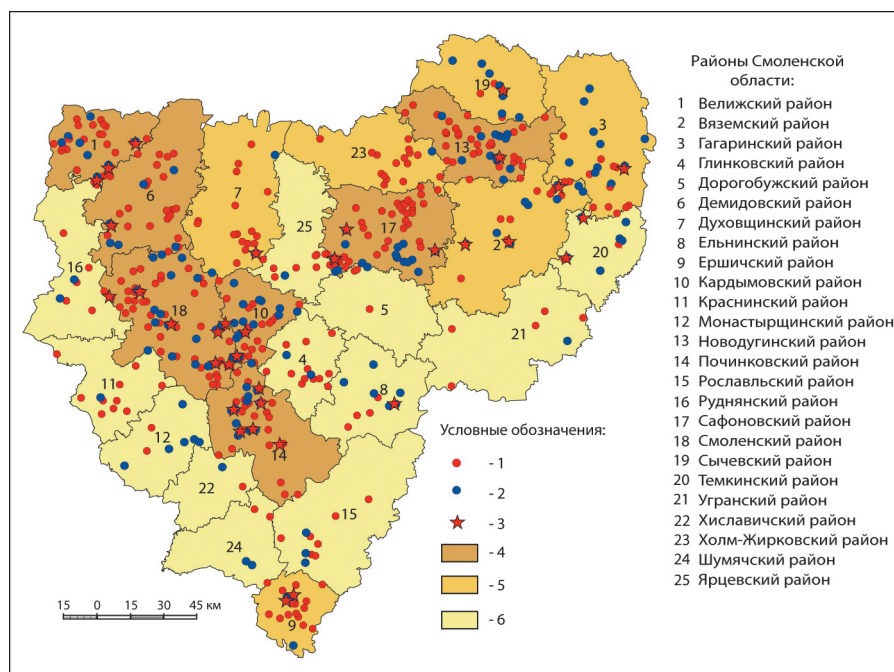 Районы Смоленской
области:
1 Велижский район
2 Вяземский район
3 Гагаринский район
4 Глинковский район
5 Дорогобужский район
6 Демидовский район
7 Духовщинский район
8 Ельнинский район
9 Ершичский район
10 Кардымовский район
11 Краснинский район
12 Монастырщинский район
13 Новодугинский район
14 Починковский район
15 Рославльский район
16 Руднянский район
17 Сафоновский район
18 Смоленский район
19 Сычевский район
20 Темкинский район
21 Угранский район
22 Хиславичский район
23 Холм-Жирковский район
24 Шумячский район
25 Ярцевский район
19
3
1
13
23
6
7
17
25
2
20
16
18
10
5
21
4
11
8
12
14
22
15
24
9
Условные обозначения:
- 1
- 2
- 3
- 4
- 5
- 6
15 0 15 30 45 км